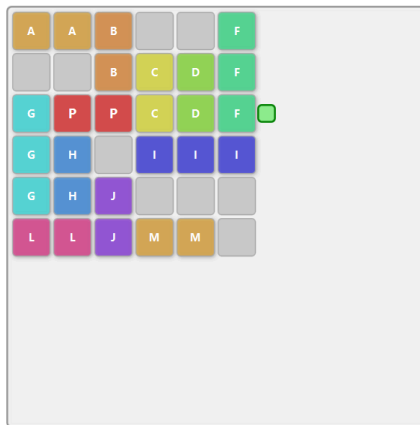 A A B F
B C D F
G P P C D F
G H I I I
G H J
L L J M M